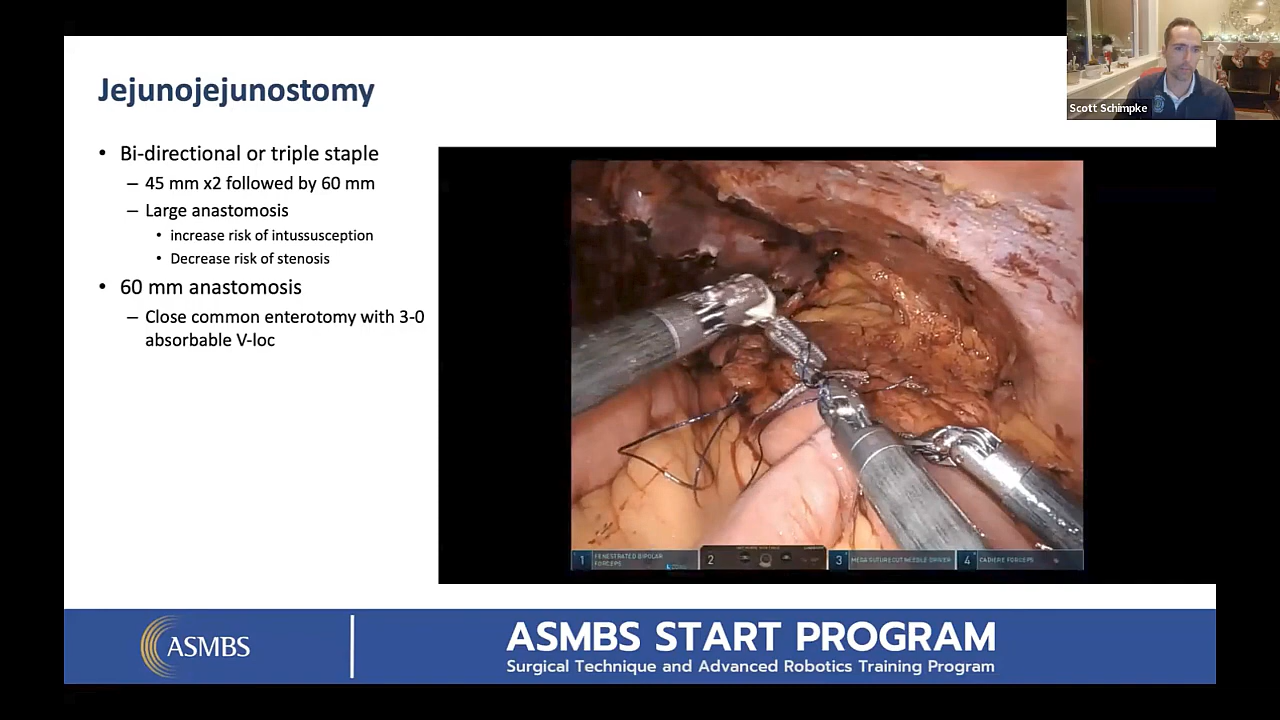 Jejunojejunostomy
Scott Schimpke
• Bi-directional or triple staple
– 45 mm x2 followed by 60 mm
– Large anastomosis
• increase risk of intussusception
• Decrease risk of stenosis
• 60 mm anastomosis
– Close common enterotomy with 3-0
absorbable V-loc
1 FENESTRATED BIPOLAR
FORCEPS
2
3 MEGA SUTURECUT NEEDLE DRIVER
4 CADIERE FORCEPS
ASMBS
ASMBS START PROGRAM
Surgical Technique and Advanced Robotics Training Program